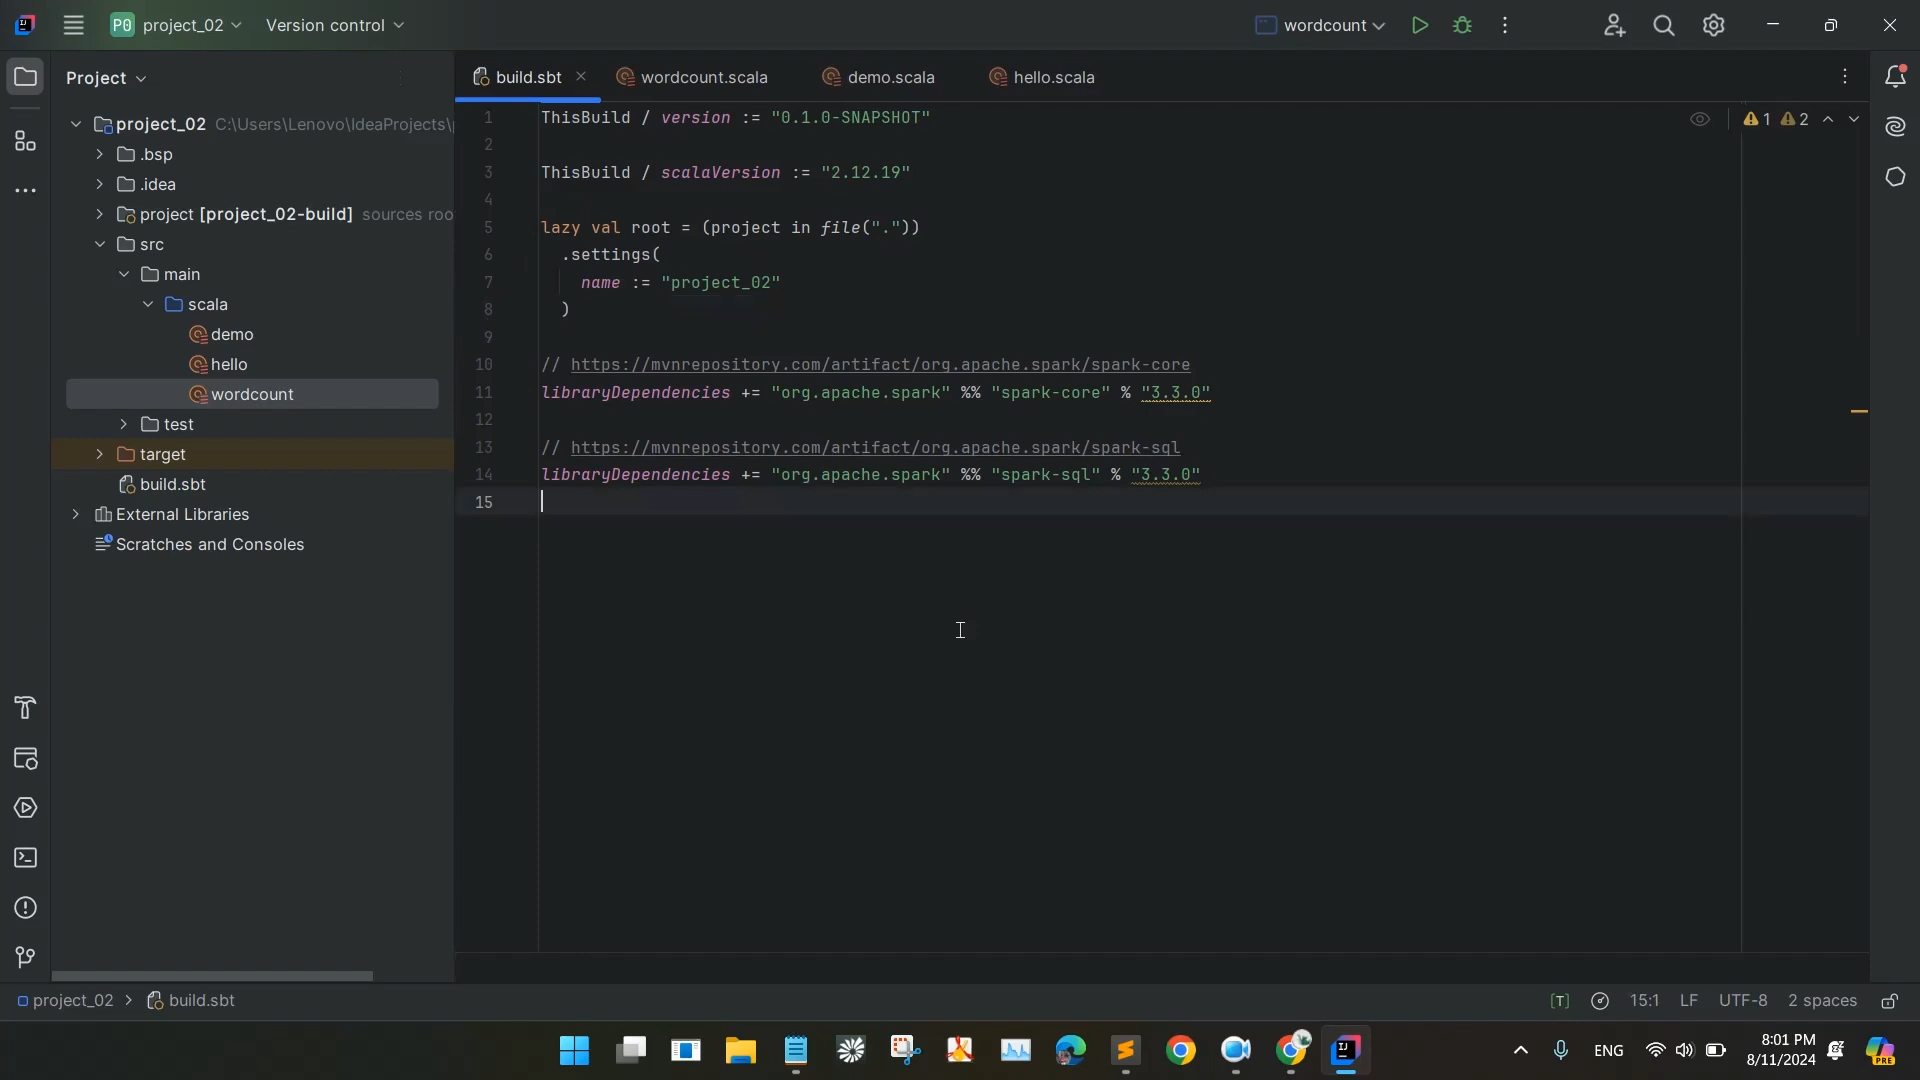 P0 project_02 Version control wordcount
Project
build.sbt wordcount.scala demo.scala hello.scala
project_02 C:\Users\Lenovo\IdeaProjects\
.bsp
.idea
project [project_02-build] sources roo
src
main
scala
demo
hello
wordcount
test
target
build.sbt
External Libraries
Scratches and Consoles
1 ThisBuild / version := "0.1.0-SNAPSHOT"
2
3 ThisBuild / scalaVersion := "2.12.19"
4
5 lazy val root = (project in file("."))
6 .settings(
7 name := "project_02"
8 )
9
10 // https://mvnrepository.com/artifact/org.apache.spark/spark-core
11 libraryDependencies += "org.apache.spark" %% "spark-core" % "3.3.0"
12
13 // https://mvnrepository.com/artifact/org.apache.spark/spark-sql
14 libraryDependencies += "org.apache.spark" %% "spark-sql" % "3.3.0"
15
1 2
project_02 > build.sbt
[T] 15:1 LF UTF-8 2 spaces
ENG
8:01 PM
8/11/2024
PRE